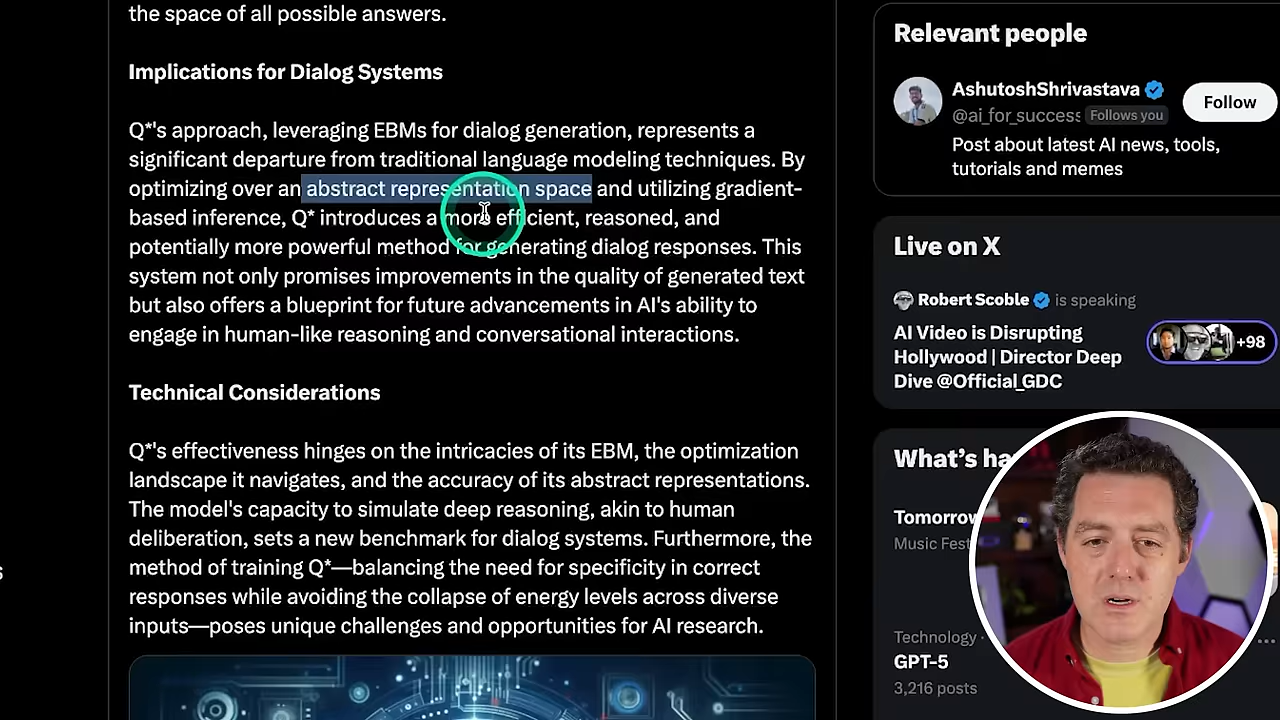 the space of all possible answers.
Implications for Dialog Systems
Q*'s approach, leveraging EBMs for dialog generation, represents a
significant departure from traditional language modeling techniques. By
optimizing over an abstract representation space and utilizing gradient-
based inference, Q* introduces a more efficient, reasoned, and
potentially more powerful method for generating dialog responses. This
system not only promises improvements in the quality of generated text
but also offers a blueprint for future advancements in AI's ability to
engage in human-like reasoning and conversational interactions.
Technical Considerations
Q*'s effectiveness hinges on the intricacies of its EBM, the optimization
landscape it navigates, and the accuracy of its abstract representations.
The model's capacity to simulate deep reasoning, akin to human
deliberation, sets a new benchmark for dialog systems. Furthermore, the
method of training Q*—balancing the need for specificity in correct
responses while avoiding the collapse of energy levels across diverse
inputs—poses unique challenges and opportunities for AI research.
Relevant people
AshutoshShrivastava
@ai_for_success Follows you
Follow
Post about latest AI news, tools,
tutorials and memes
Live on X
Robert Scoble is speaking
AI Video is Disrupting
Hollywood | Director Deep
Dive @Official_GDC
+98
What's ha
Tomorrow
Music Fest
Technology ·
GPT-5
3,216 posts